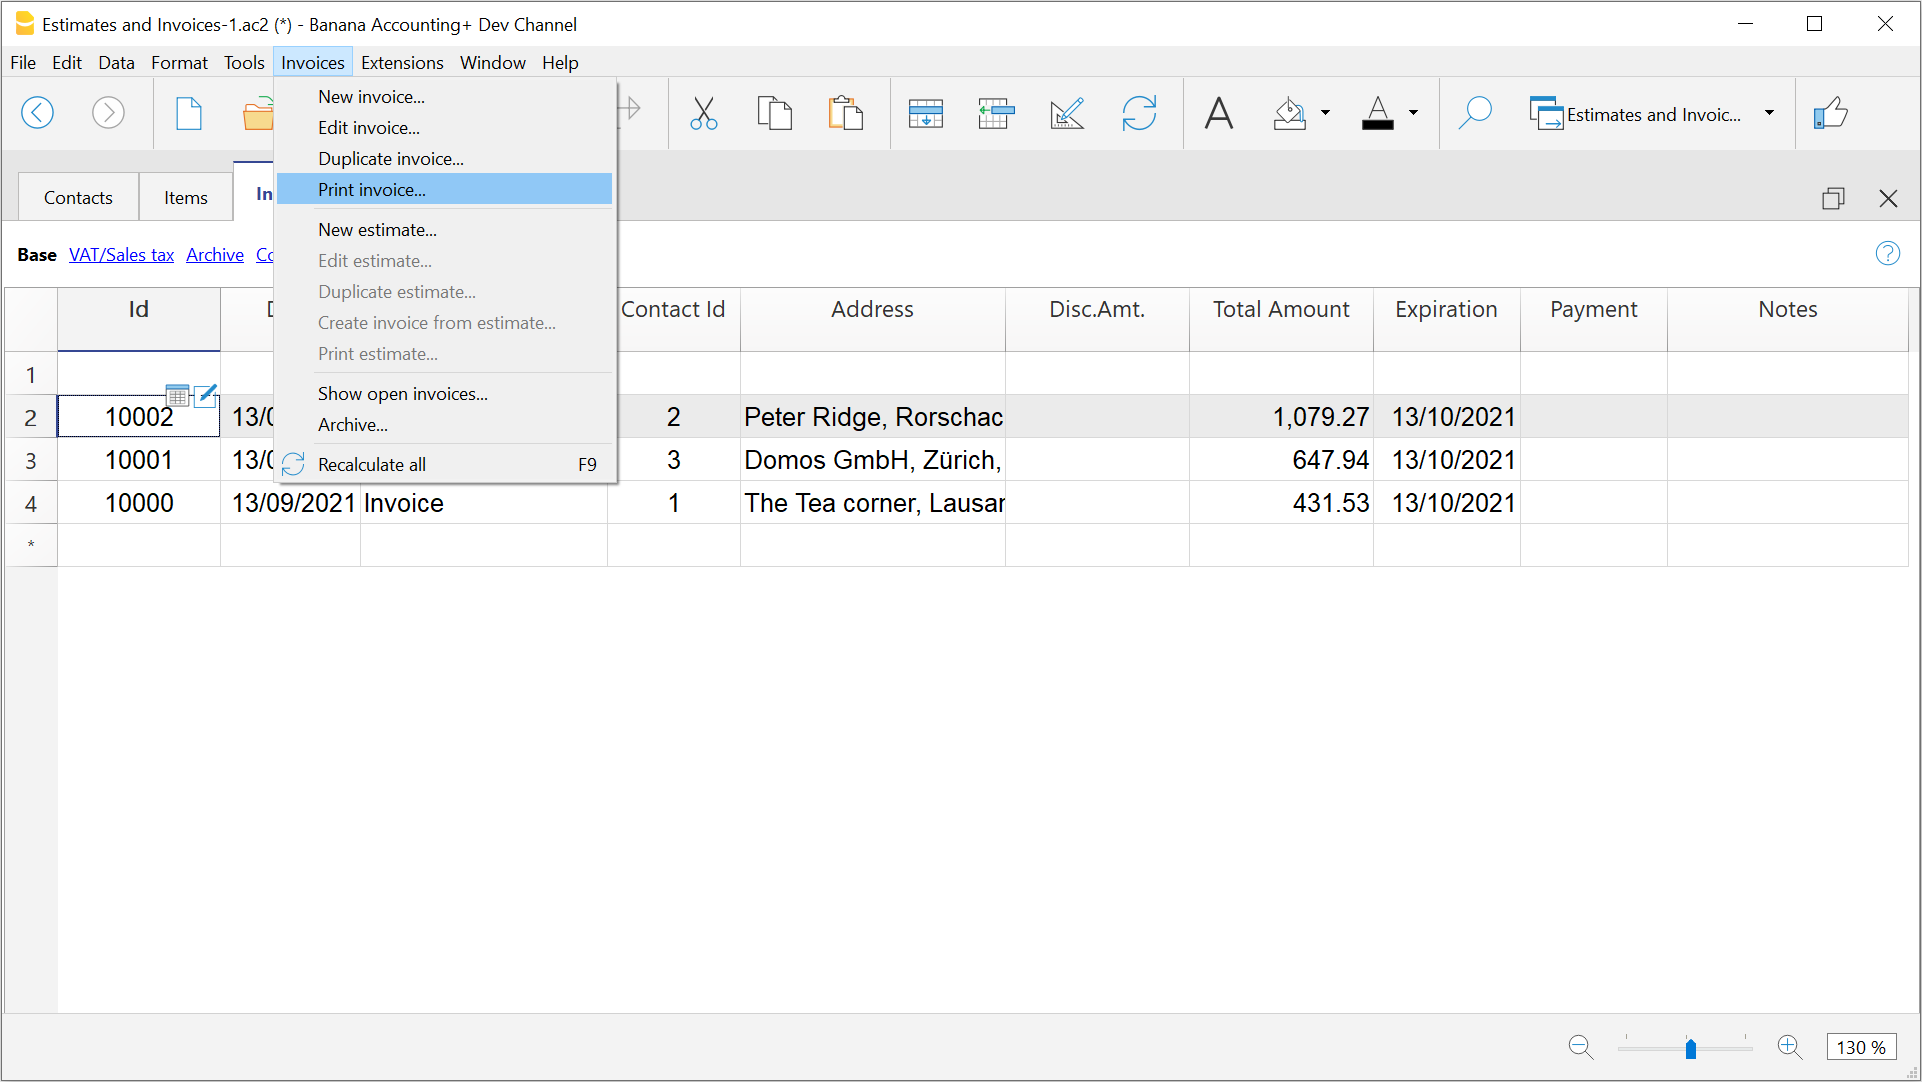 Estimates and Invoices-1.ac2 (*) - Banana Accounting+ Dev Channel
File Edit Data Format Tools Invoices Extensions Window Help
Estimates and Invoic...
New invoice...
Edit invoice...
Duplicate invoice...
Print invoice...
New estimate...
Edit estimate...
Duplicate estimate...
Create invoice from estimate...
Print estimate...
Show open invoices...
Archive...
Recalculate all F9
Contacts Items In
Base VAT/Sales tax Archive Co
Id D Contact Id Address Disc.Amt. Total Amount Expiration Payment Notes
1
2 10002 13/0 2 Peter Ridge, Rorschac 1,079.27 13/10/2021
3 10001 13/0 3 Domos GmbH, Zürich, 647.94 13/10/2021
4 10000 13/09/2021 Invoice 1 The Tea corner, Lausan 431.53 13/10/2021
*
130 %